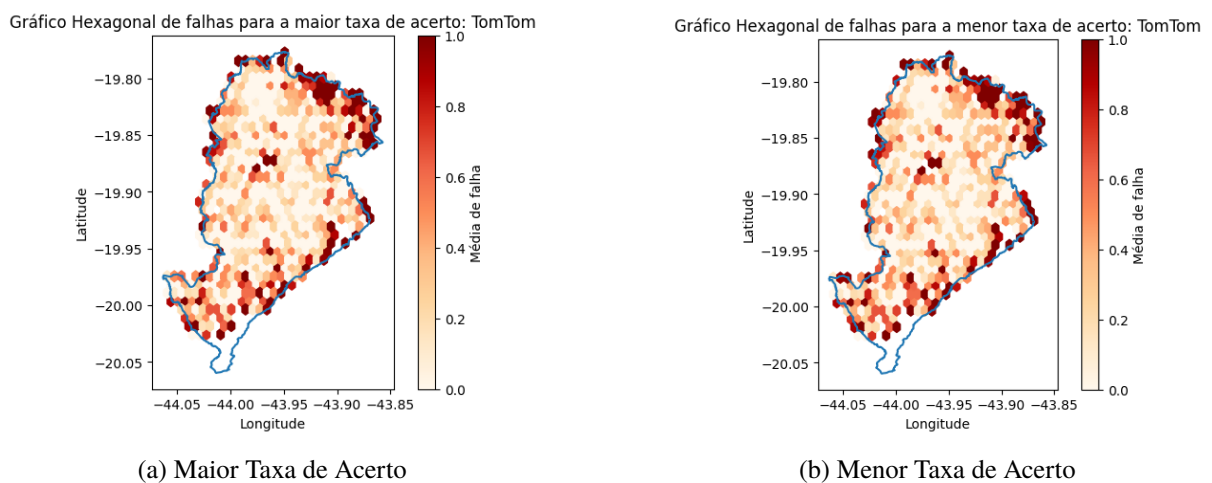 Gráfico Hexagonal de falhas para a maior taxa de acerto: TomTom
−19.80
−19.85
−19.90
−19.95
−20.00
−20.05
Latitude
−44.05 −44.00 −43.95 −43.90 −43.85
Longitude
1.0
0.8
0.6
0.4
0.2
0.0
Média de falha
(a) Maior Taxa de Acerto
Gráfico Hexagonal de falhas para a menor taxa de acerto: TomTom
−19.80
−19.85
−19.90
−19.95
−20.00
−20.05
Latitude
−44.05 −44.00 −43.95 −43.90 −43.85
Longitude
1.0
0.8
0.6
0.4
0.2
0.0
Média de falha
(b) Menor Taxa de Acerto